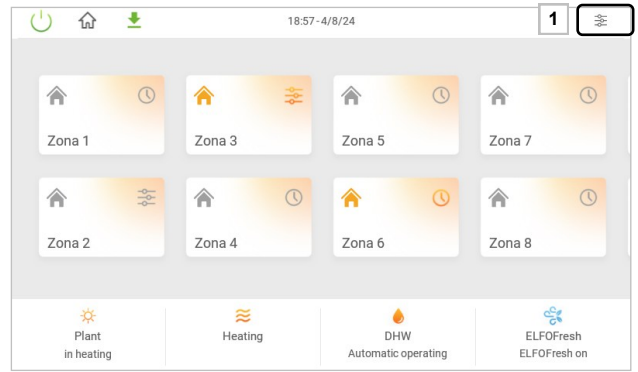 18:57-4/8/24
1
Zona 1
Zona 3
Zona 5
Zona 7
Zona 2
Zona 4
Zona 6
Zona 8
Plant
in heating
Heating
DHW
Automatic operating
ELFOFresh
ELFOFresh on